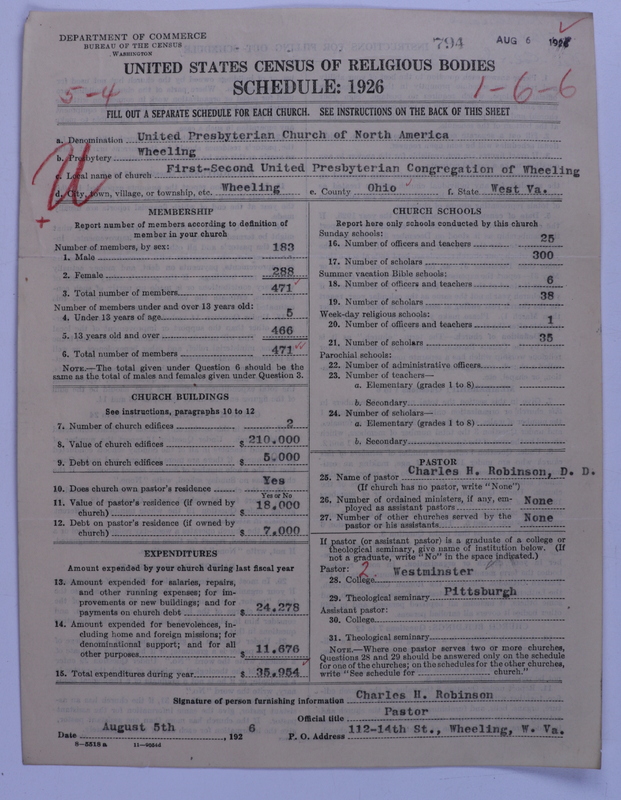 DEPARTMENT OF COMMERCE
BUREAU OF THE CENSUS
WASHINGTON
794
AUG 6
UNITED STATES CENSUS OF RELIGIOUS BODIES
SCHEDULE: 1926
5-4
1-6-6
FILL OUT A SEPARATE SCHEDULE FOR EACH CHURCH. SEE INSTRUCTIONS ON THE BACK OF THIS SHEET
a. Denomination United Presbyterian Church of North America
b. Presbytery Wheeling
c. Local name of church First-Second United Presbyterian Congregation of Wheeling
d. City, town, village, or township, etc. Wheeling e. County Ohio f. State West Va.
MEMBERSHIP
Report number of members according to definition of
member in your church
Number of members, by sex:
1. Male 183
2. Female 288
3. Total number of members 471
Number of members under and over 13 years old:
4. Under 13 years of age 5
5. 13 years old and over 466
6. Total number of members 471
NOTE.—The total given under Question 6 should be the
same as the total of males and females given under Question 3.
CHURCH BUILDINGS
See instructions, paragraphs 10 to 12
7. Number of church edifices 2
8. Value of church edifices $ 210.000
9. Debt on church edifices $ 5.000
10. Does church own pastor's residence Yes
Yes or No
11. Value of pastor's residence (if owned by
church) $ 18,000
12. Debt on pastor's residence (if owned by
church) $ 7,000
EXPENDITURES
Amount expended by your church during last fiscal year
13. Amount expended for salaries, repairs,
and other running expenses; for im-
provements or new buildings; and for
payments on church debt $ 24,278
14. Amount expended for benevolences, in-
cluding home and foreign missions; for
denominational support; and for all
other purposes $ 11,676
15. Total expenditures during year $ 35,954
CHURCH SCHOOLS
Report here only schools conducted by this church
Sunday schools:
16. Number of officers and teachers 25
17. Number of scholars 300
Summer vacation Bible schools:
18. Number of officers and teachers 6
19. Number of scholars 38
Week-day religious schools:
20. Number of officers and teachers 1
21. Number of scholars 35
Parochial schools:
22. Number of administrative officers
23. Number of teachers—
a. Elementary (grades 1 to 8)
b. Secondary
24. Number of scholars—
a. Elementary (grades 1 to 8)
b. Secondary
PASTOR
25. Name of pastor Charles H. Robinson, D. D.
(If church has no pastor, write "None")
26. Number of ordained ministers, if any, em-
ployed as assistant pastors None
27. Number of other churches served by the
pastor or his assistants None
If pastor (or assistant pastor) is a graduate of a college or
theological seminary, give name of institution below. (If
not a graduate, write "No" in the space indicated.)
Pastor: 2
28. College Westminster
29. Theological seminary Pittsburgh
Assistant pastor:
30. College
31. Theological seminary
NOTE.—Where one pastor serves two or more churches,
Questions 28 and 29 should be answered only on the schedule
for one of the churches; on the schedules for the other churches,
write "See schedule for church."
Signature of person furnishing information Charles H. Robinson
Official title Pastor
Date August 5th, 192 6 P. O. Address 112-14th St., Wheeling, W. Va.
8-5518 a